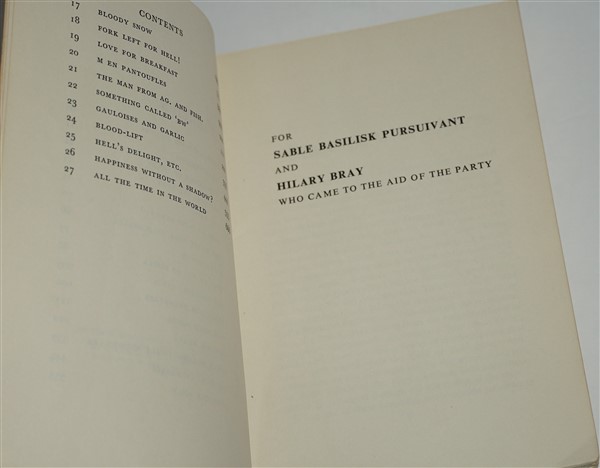 CONTENTS
17 BLOODY SNOW
18 FORK LEFT FOR HELL!
19 LOVE FOR BREAKFAST
20 M EN PANTOUFLES
21 THE MAN FROM AG. AND FISH.
22 SOMETHING CALLED 'BW'
23 GAULOISES AND GARLIC
24 BLOOD-LIFT
25 HELL'S DELIGHT, ETC.
26 HAPPINESS WITHOUT A SHADOW?
27 ALL THE TIME IN THE WORLD
FOR
SABLE BASILISK PURSUIVANT
AND
HILARY BRAY
WHO CAME TO THE AID OF THE PARTY